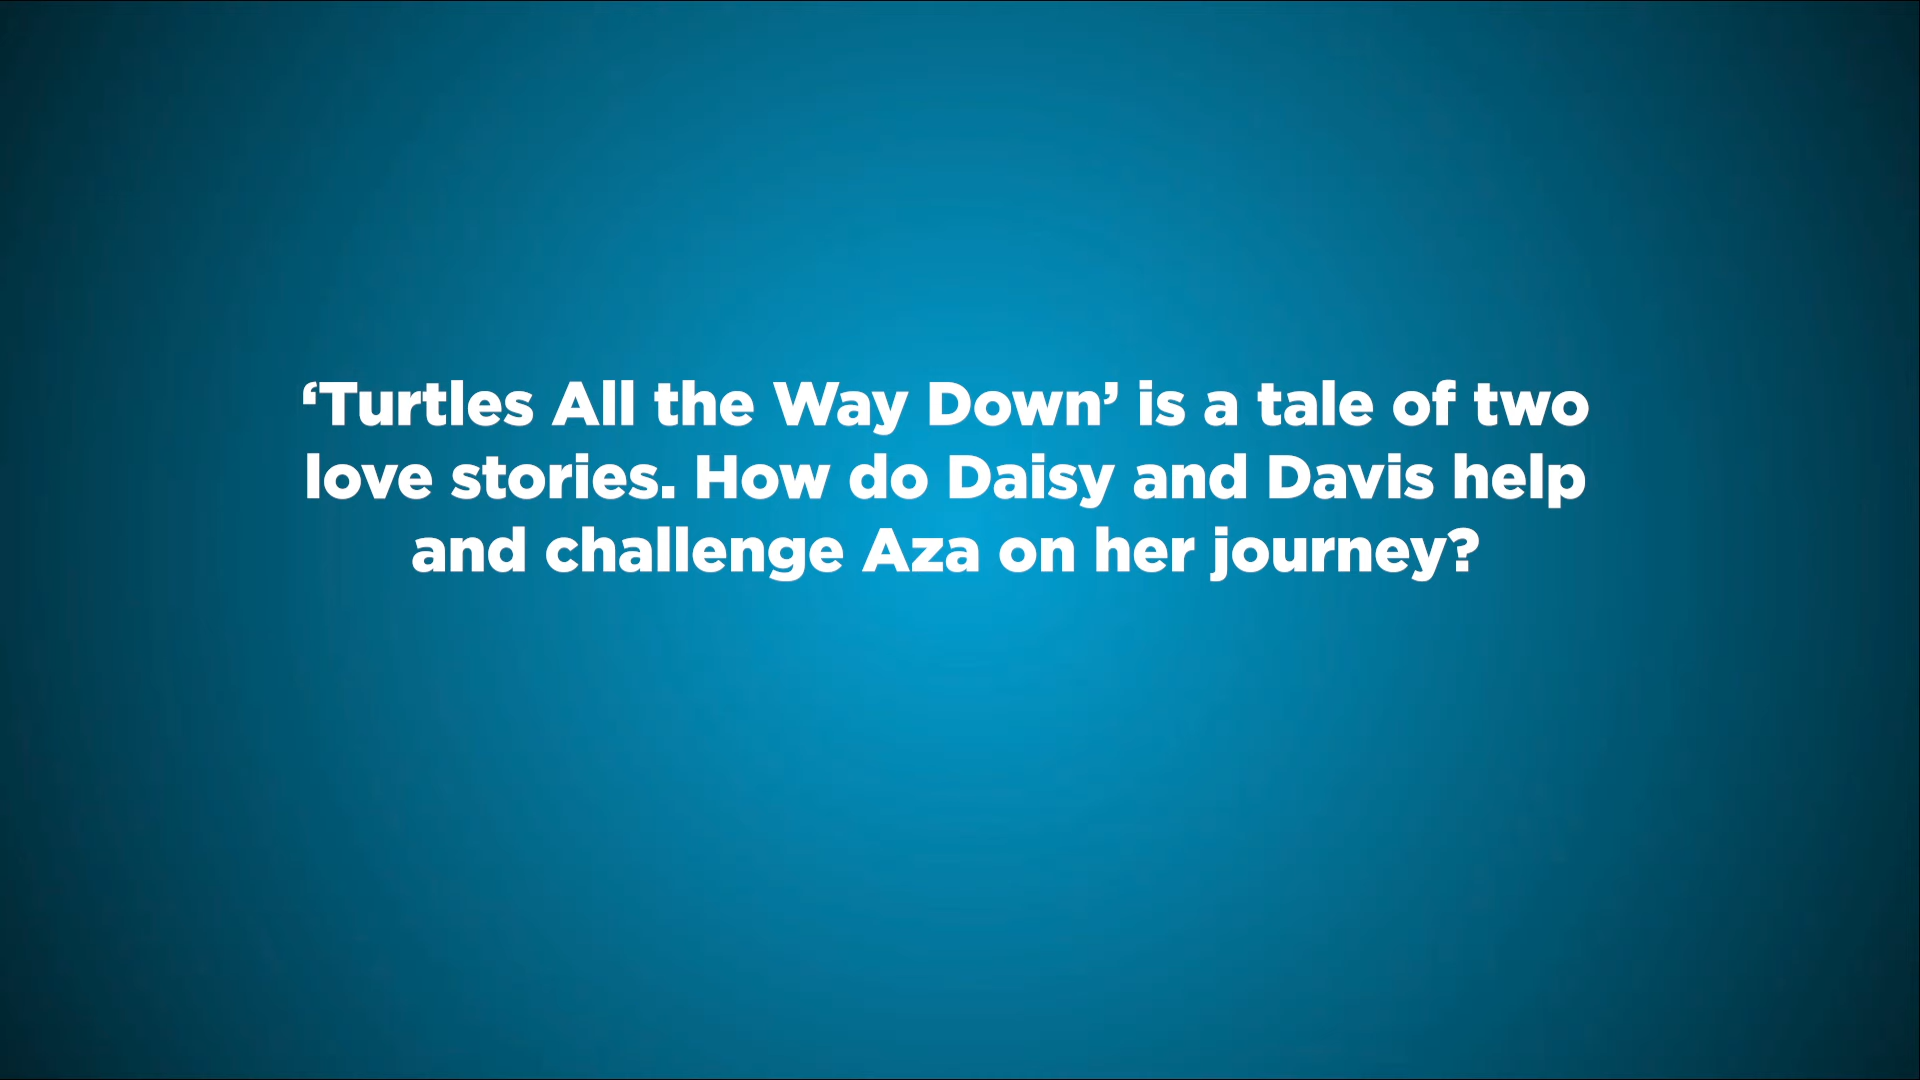 ‘Turtles All the Way Down’ is a tale of two
love stories. How do Daisy and Davis help
and challenge Aza on her journey?